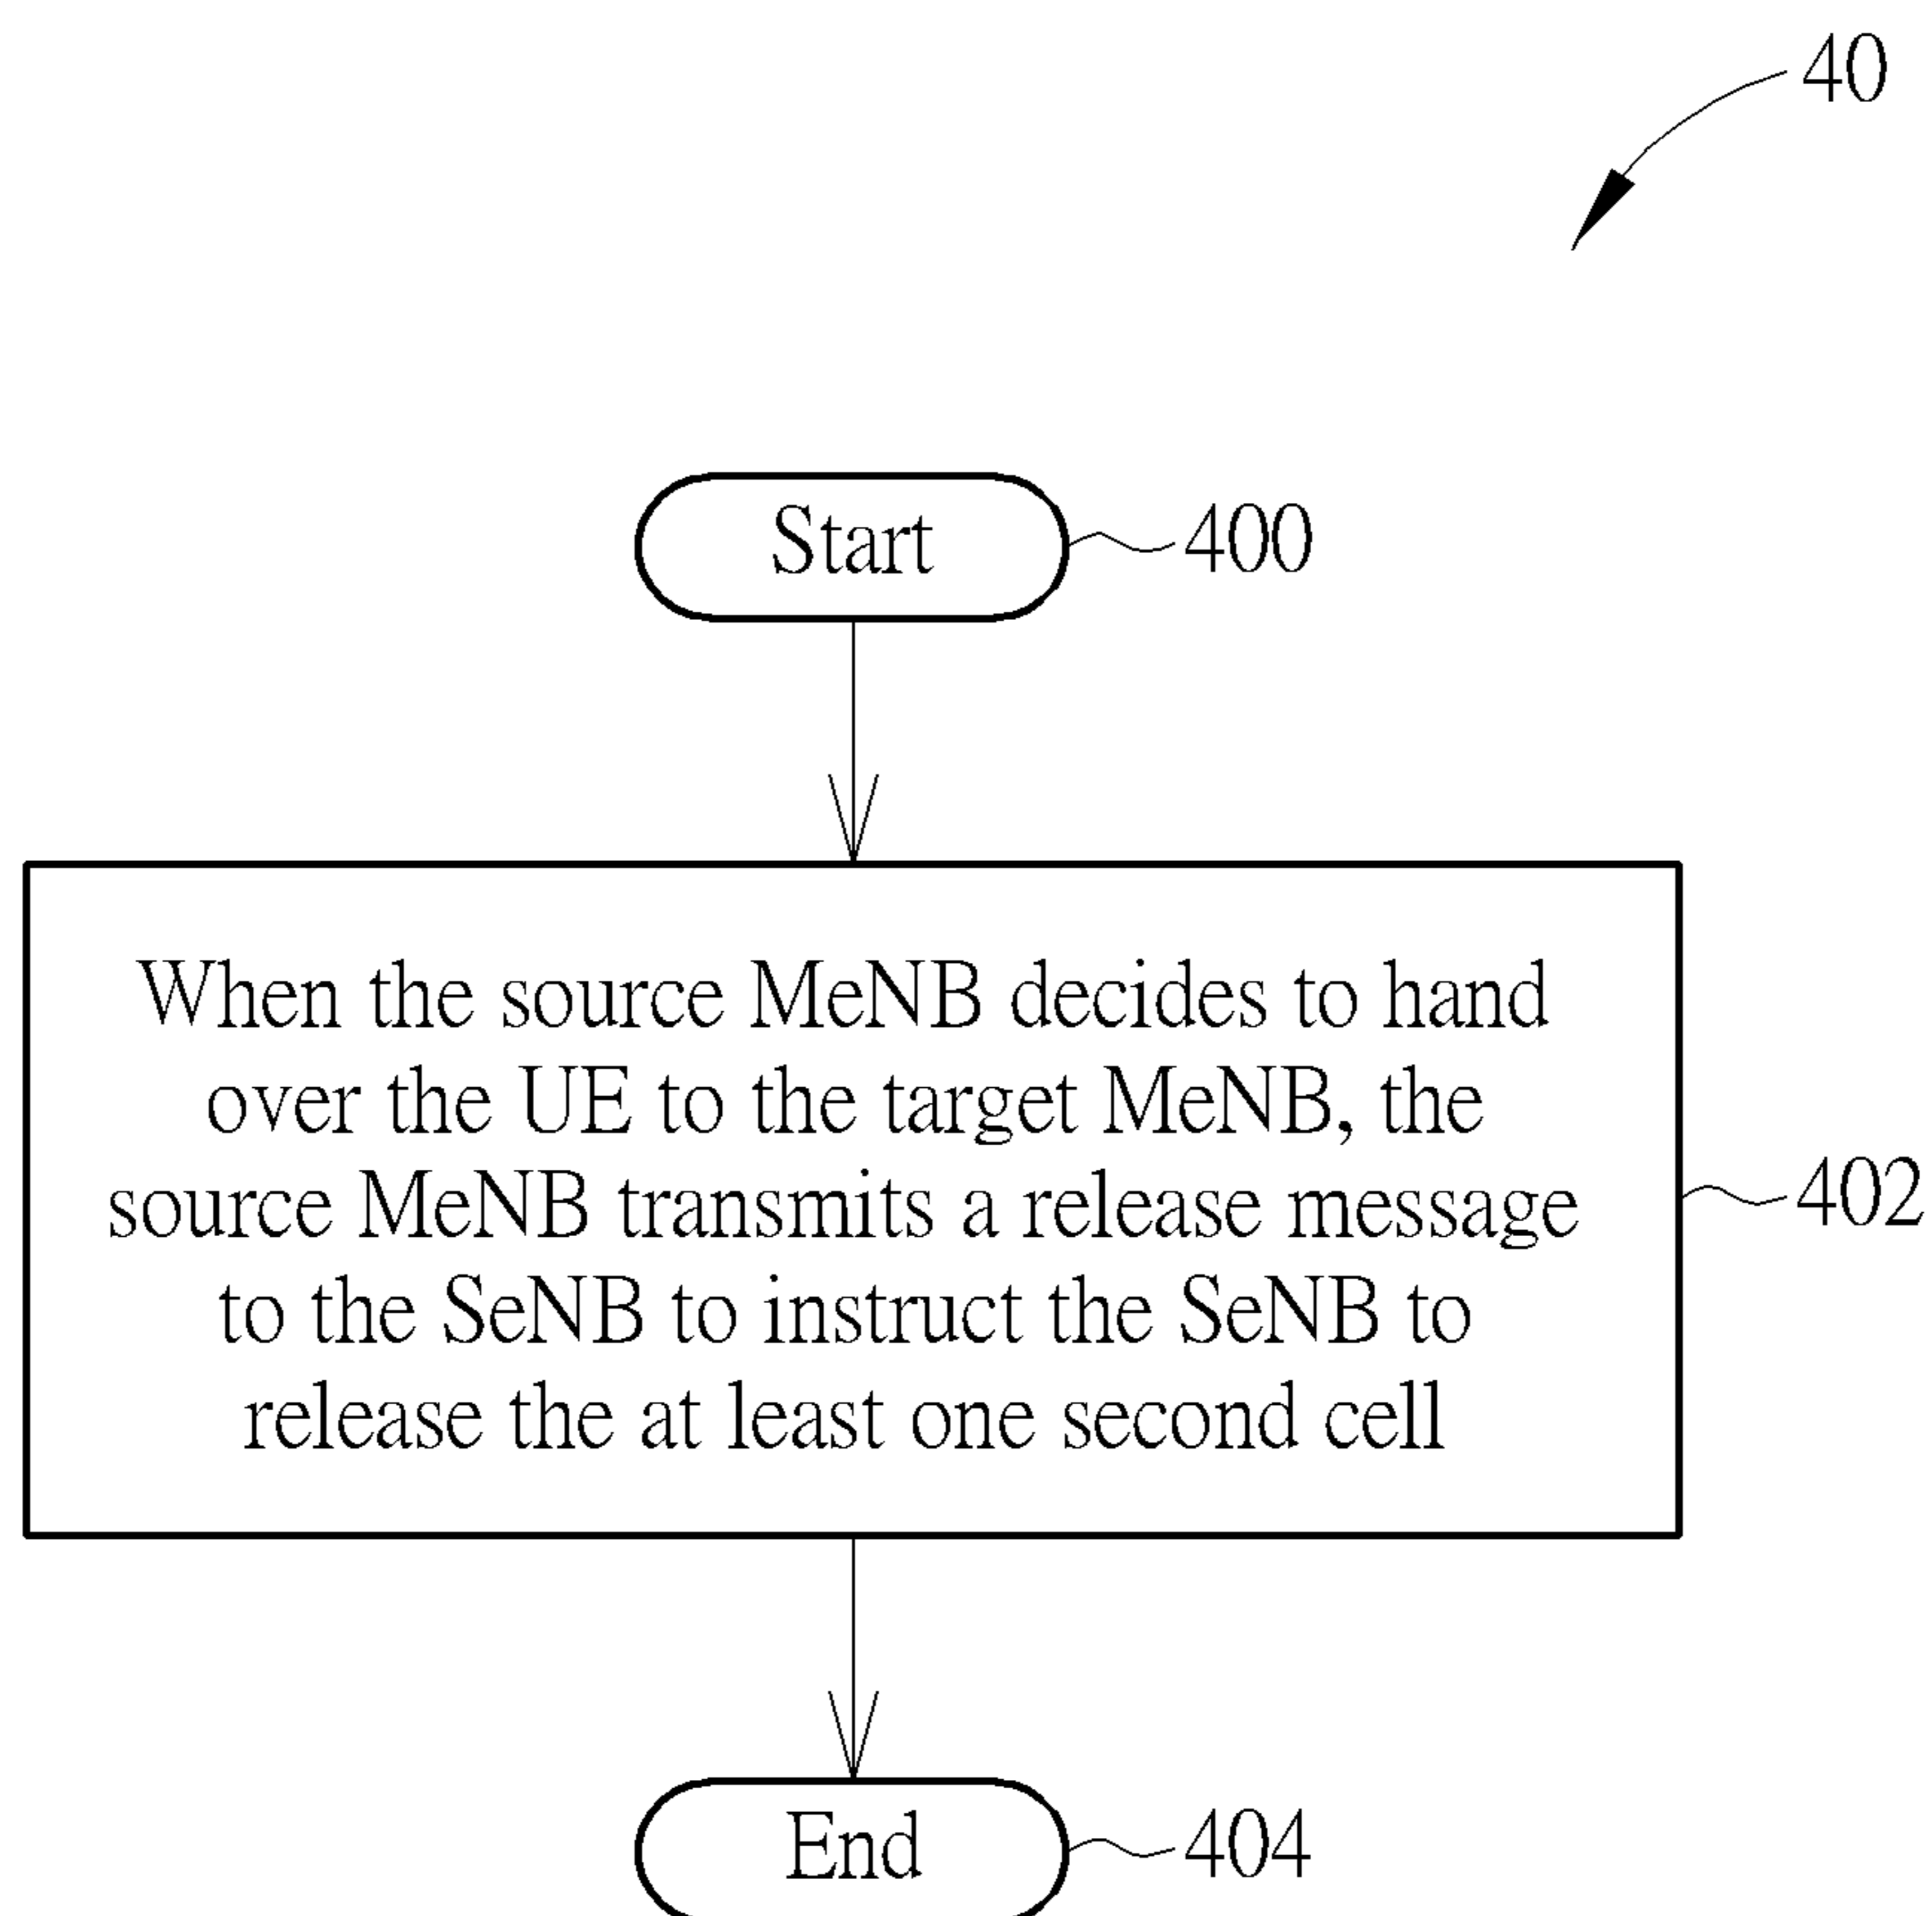 40
Start
400
When the source MeNB decides to hand
over the UE to the target MeNB, the
source MeNB transmits a release message
to the SeNB to instruct the SeNB to
release the at least one second cell
402
End
404